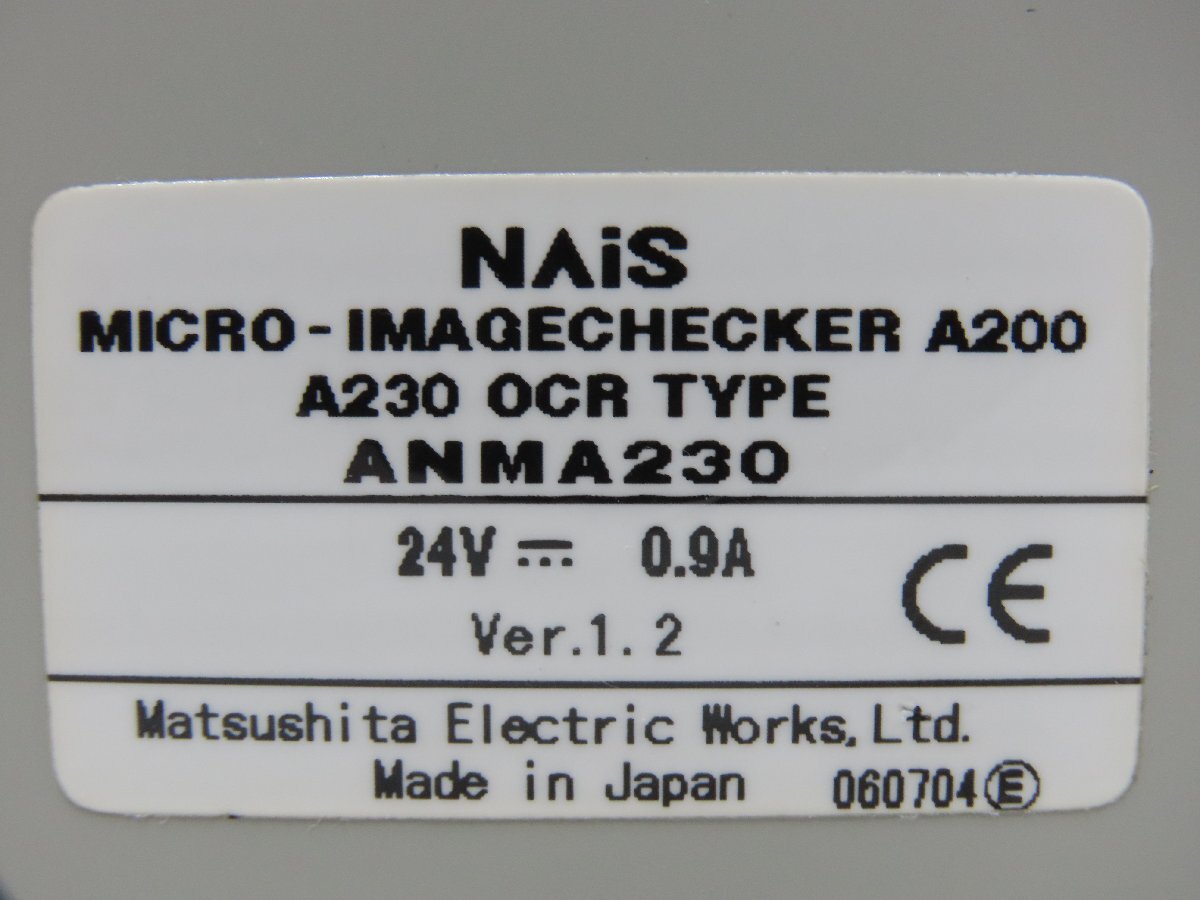 NAiS
MICRO-IMAGECHECKER A200
A230 OCR TYPE
ANMA230
24V ⎓ 0.9A
Ver.1.2
CE
Matsushita Electric Works, Ltd.
Made in Japan 060704 Ⓔ